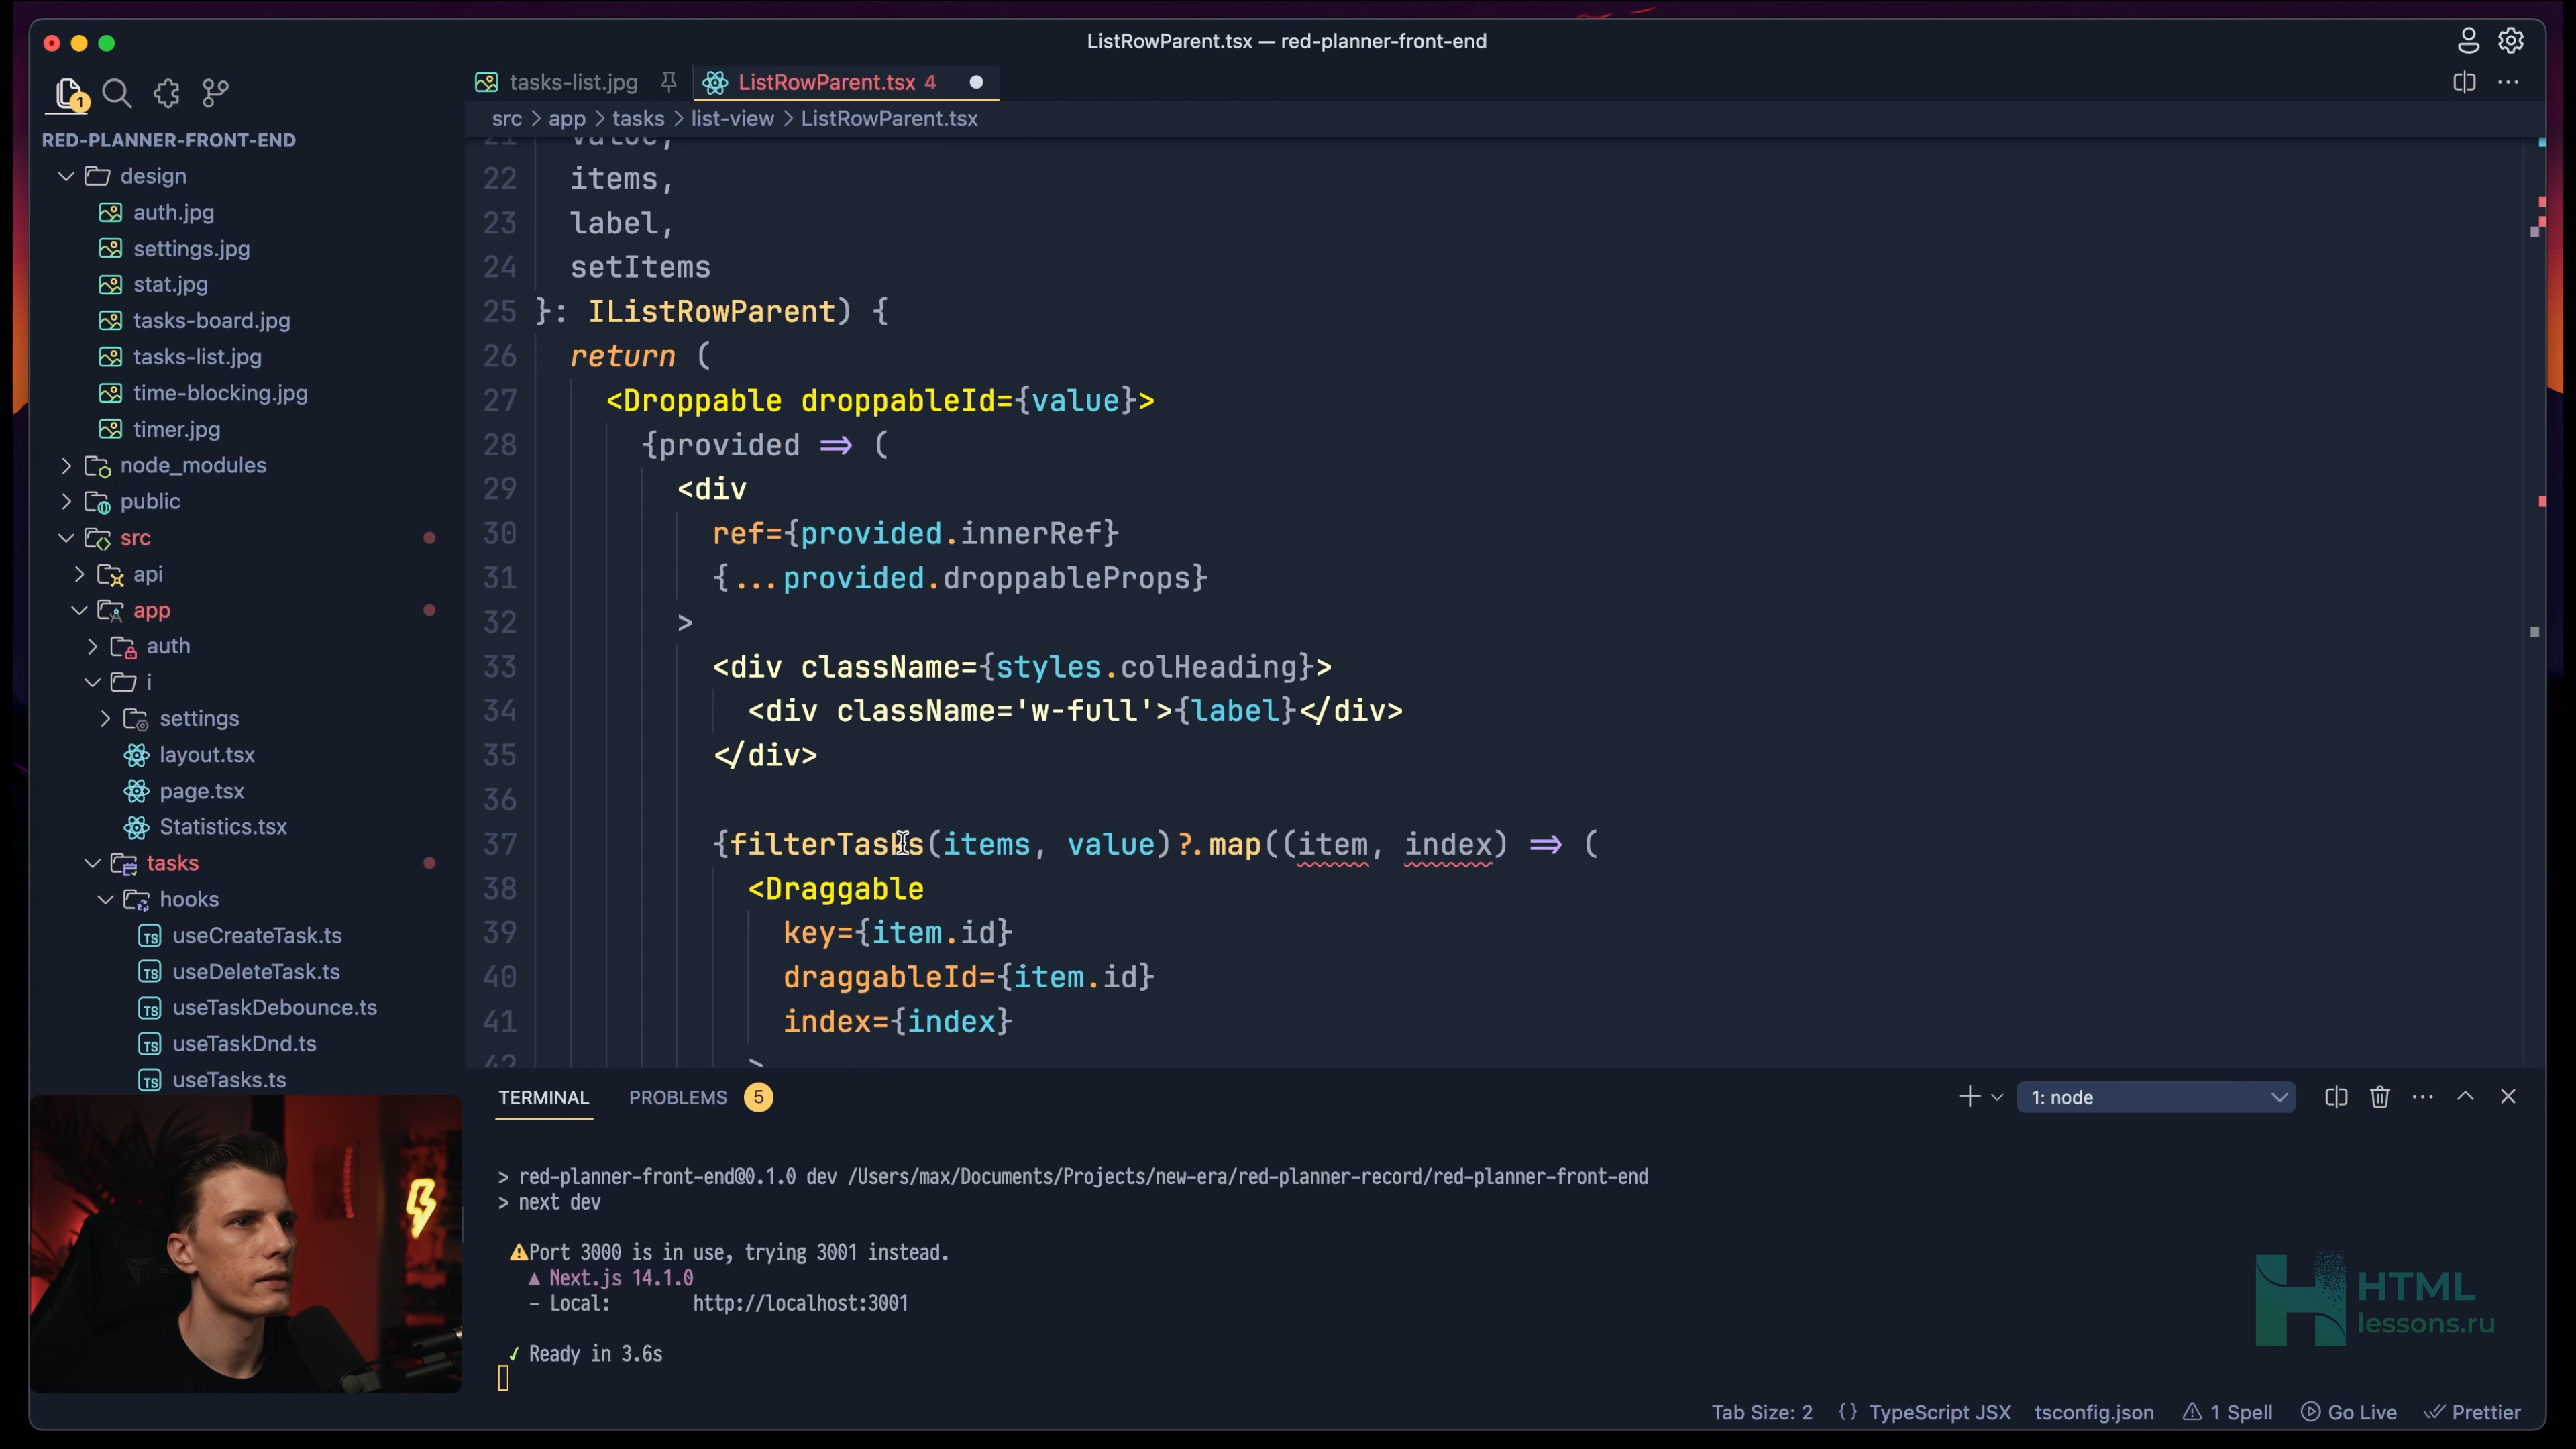 ListRowParent.tsx — red-planner-front-end
1
tasks-list.jpg
ListRowParent.tsx 4
src > app > tasks > list-view > ListRowParent.tsx
RED-PLANNER-FRONT-END
design
auth.jpg
settings.jpg
stat.jpg
tasks-board.jpg
tasks-list.jpg
time-blocking.jpg
timer.jpg
node_modules
public
src
api
app
auth
i
settings
layout.tsx
page.tsx
Statistics.tsx
tasks
hooks
useCreateTask.ts
useDeleteTask.ts
useTaskDebounce.ts
useTaskDnd.ts
useTasks.ts
21 value,
22 items,
23 label,
24 setItems
25 }: IListRowParent) {
26 return (
27 <Droppable droppableId={value}>
28 {provided => (
29 <div
30 ref={provided.innerRef}
31 {...provided.droppableProps}
32 >
33 <div className={styles.colHeading}>
34 <div className='w-full'>{label}</div>
35 </div>
36
37 {filterTasks(items, value)?.map((item, index) => (
38 <Draggable
39 key={item.id}
40 draggableId={item.id}
41 index={index}
42 >
TERMINAL
PROBLEMS 5
1: node
> red-planner-front-end@0.1.0 dev /Users/max/Documents/Projects/new-era/red-planner-record/red-planner-front-end
> next dev
⚠Port 3000 is in use, trying 3001 instead.
▲ Next.js 14.1.0
- Local: http://localhost:3001
✓ Ready in 3.6s
HTML
lessons.ru
Tab Size: 2 {} TypeScript JSX tsconfig.json 1 Spell Go Live Prettier